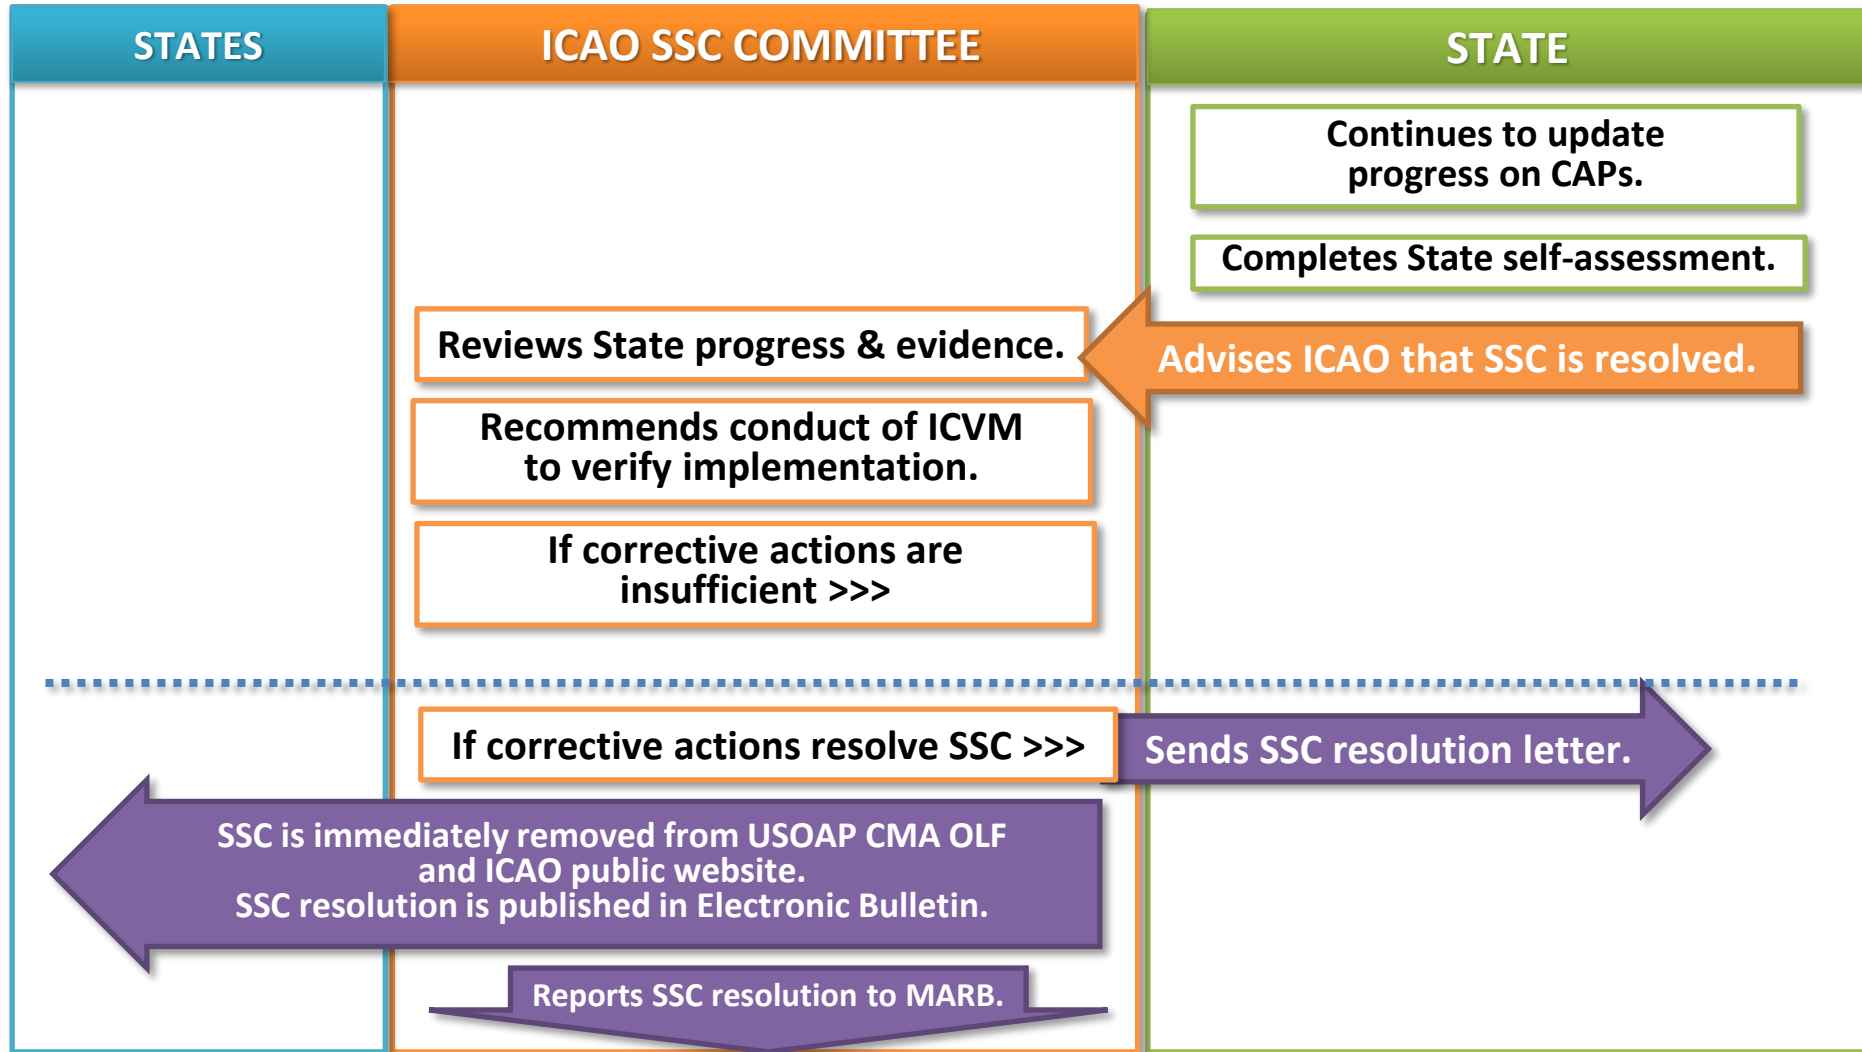 STATES
ICAO SSC COMMITTEE
STATE
Continues to update
progress on CAPs.
Completes State self-assessment.
Reviews State progress & evidence.
Advises ICAO that SSC is resolved.
Recommends conduct of ICVM
to verify implementation.
If corrective actions are
insufficient >>>
If corrective actions resolve SSC >>>
Sends SSC resolution letter.
SSC is immediately removed from USOAP CMA OLF
and ICAO public website.
SSC resolution is published in Electronic Bulletin.
Reports SSC resolution to MARB.